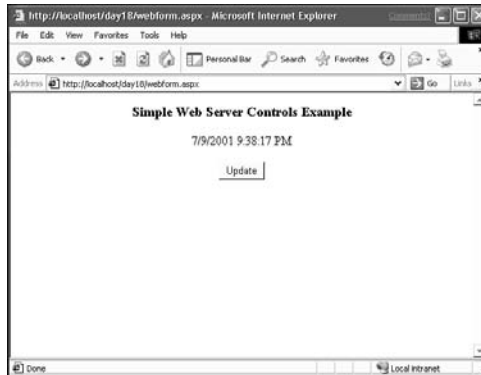 http://localhost/day18/webform.aspx - Microsoft Internet Explorer
Comments?
File Edit View Favorites Tools Help
Back Personal Bar Search Favorites
Address http://localhost/day18/webform.aspx Go Links
Simple Web Server Controls Example
7/9/2001 9:38:17 PM
Update
Done Local intranet